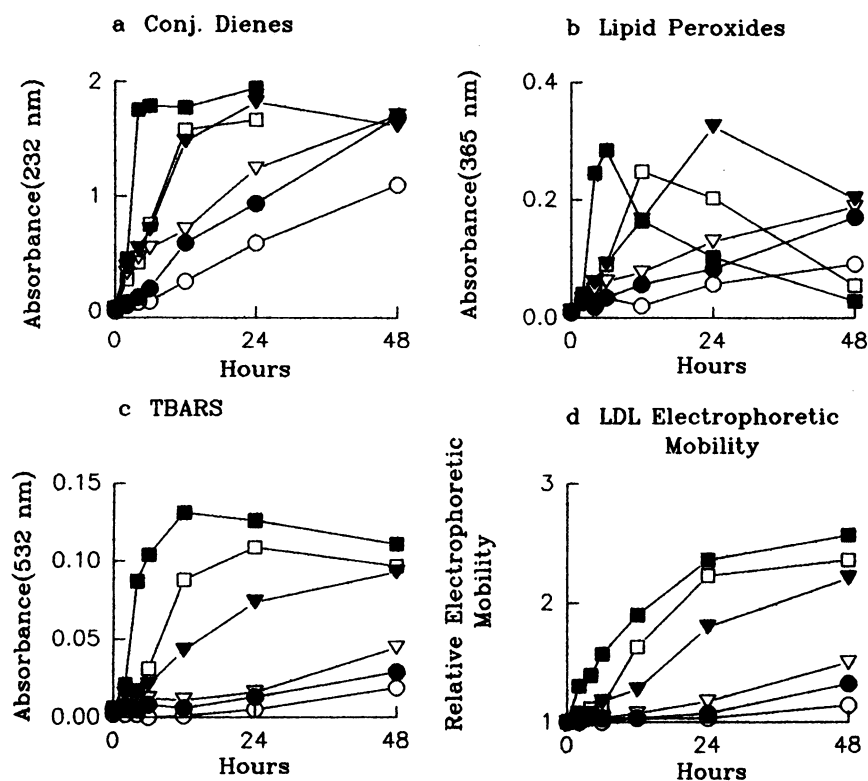 a Conj. Dienes
Absorbance(232 nm)
2
1
0
0 24 48
Hours
b Lipid Peroxides
Absorbance(365 nm)
0.4
0.2
0.0
0 24 48
Hours
c TBARS
Absorbance(532 nm)
0.15
0.10
0.05
0.00
0 24 48
Hours
d LDL Electrophoretic
Mobility
Relative Electrophoretic
Mobility
3
2
1
0 24 48
Hours